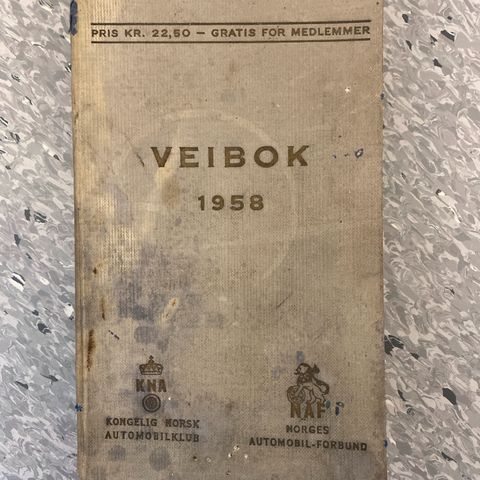 PRIS KR. 22,50 — GRATIS FOR MEDLEMMER
VEIBOK
1958
KNA
KONGELIG NORSK
AUTOMOBILKLUB
NAF
NORGES
AUTOMOBIL-FORBUND